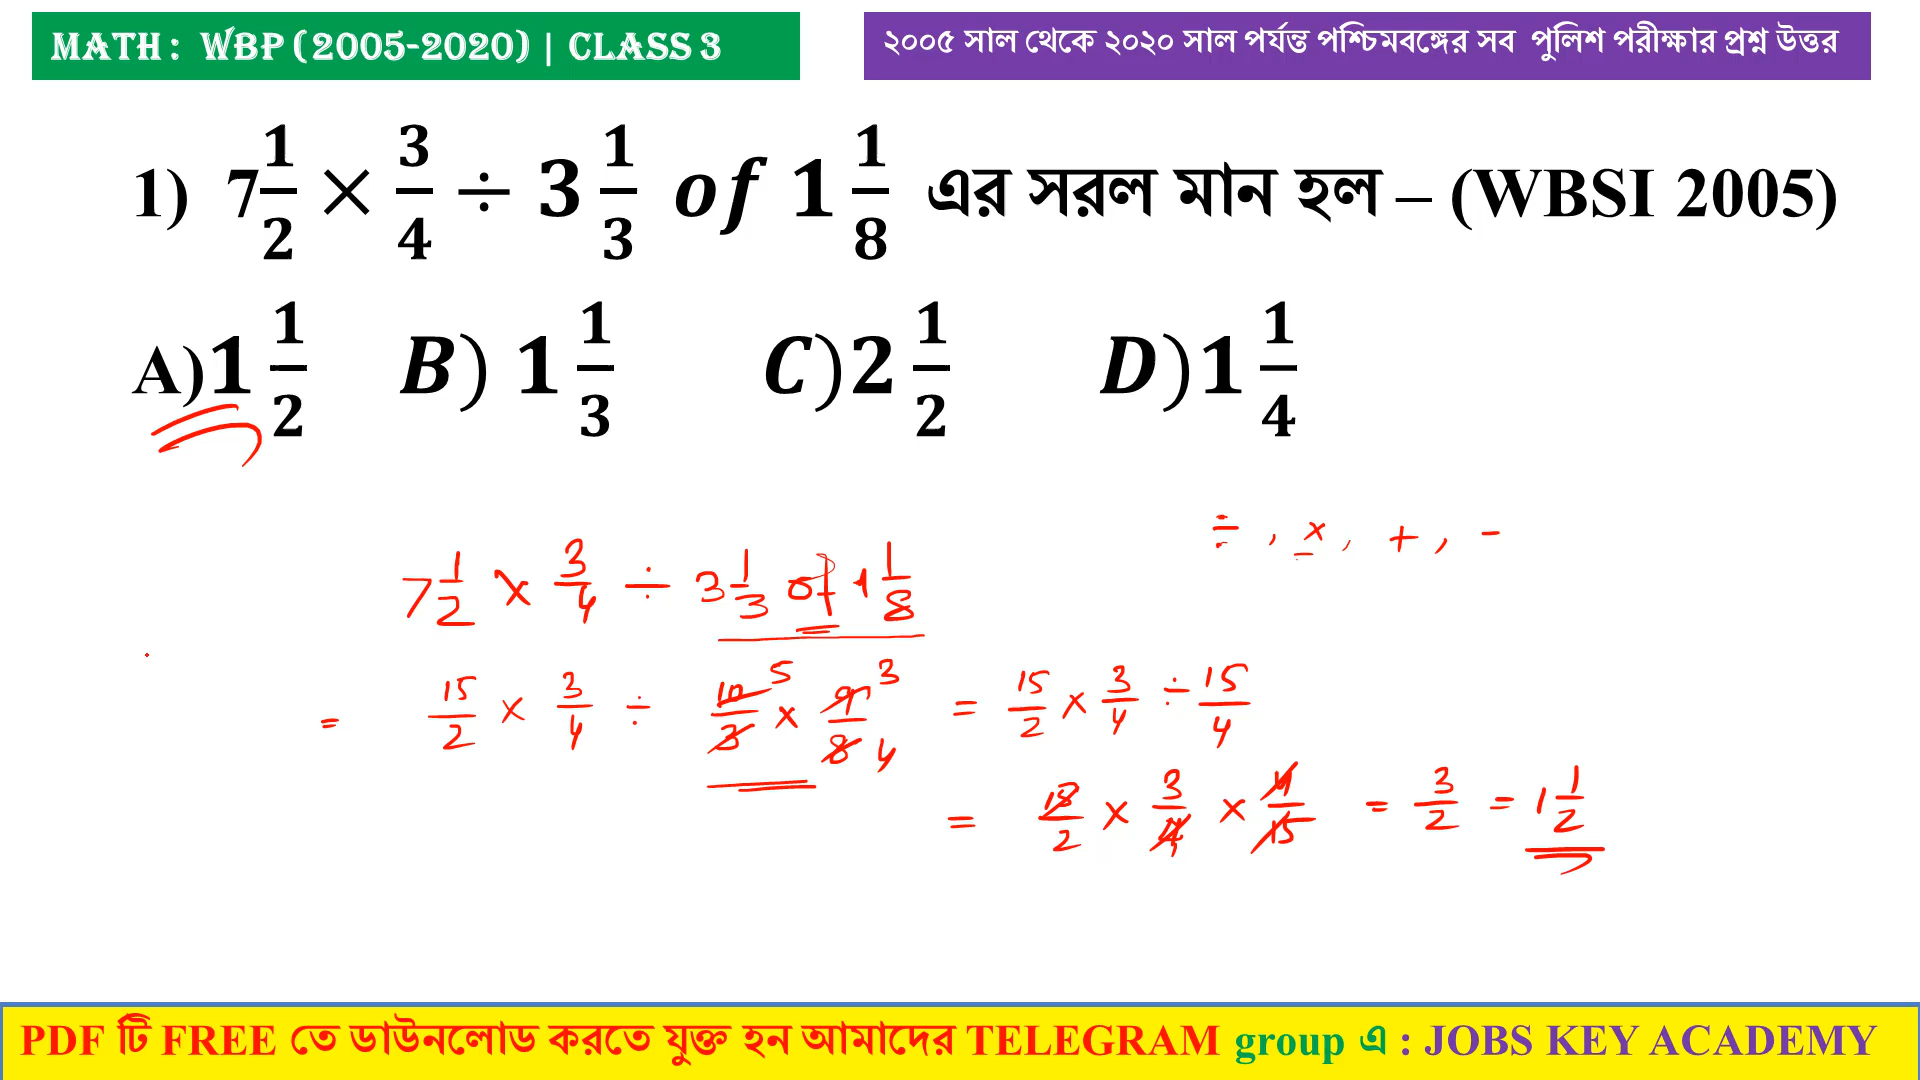 MATH : WBP (2005-2020) | CLASS 3
২০০৫ সাল থেকে ২০২০ সাল পর্যন্ত পশ্চিমবঙ্গের সব পুলিশ পরীক্ষার প্রশ্ন উত্তর
1) 7 1/2 × 3/4 ÷ 3 1/3 of 1 1/8 এর সরল মান হল – (WBSI 2005)
A) 1 1/2 B) 1 1/3 C) 2 1/2 D) 1 1/4
÷ , × , + , -
7 1/2 × 3/4 ÷ 3 1/3 of 1 1/8
= 15/2 × 3/4 ÷ 10/3 5 × 9/8 3 4 = 15/2 × 3/4 ÷ 15/4
= 15/2 × 3/4 × 4/15 = 3/2 = 1 1/2
PDF টি FREE তে ডাউনলোড করতে যুক্ত হন আমাদের TELEGRAM group এ : JOBS KEY ACADEMY